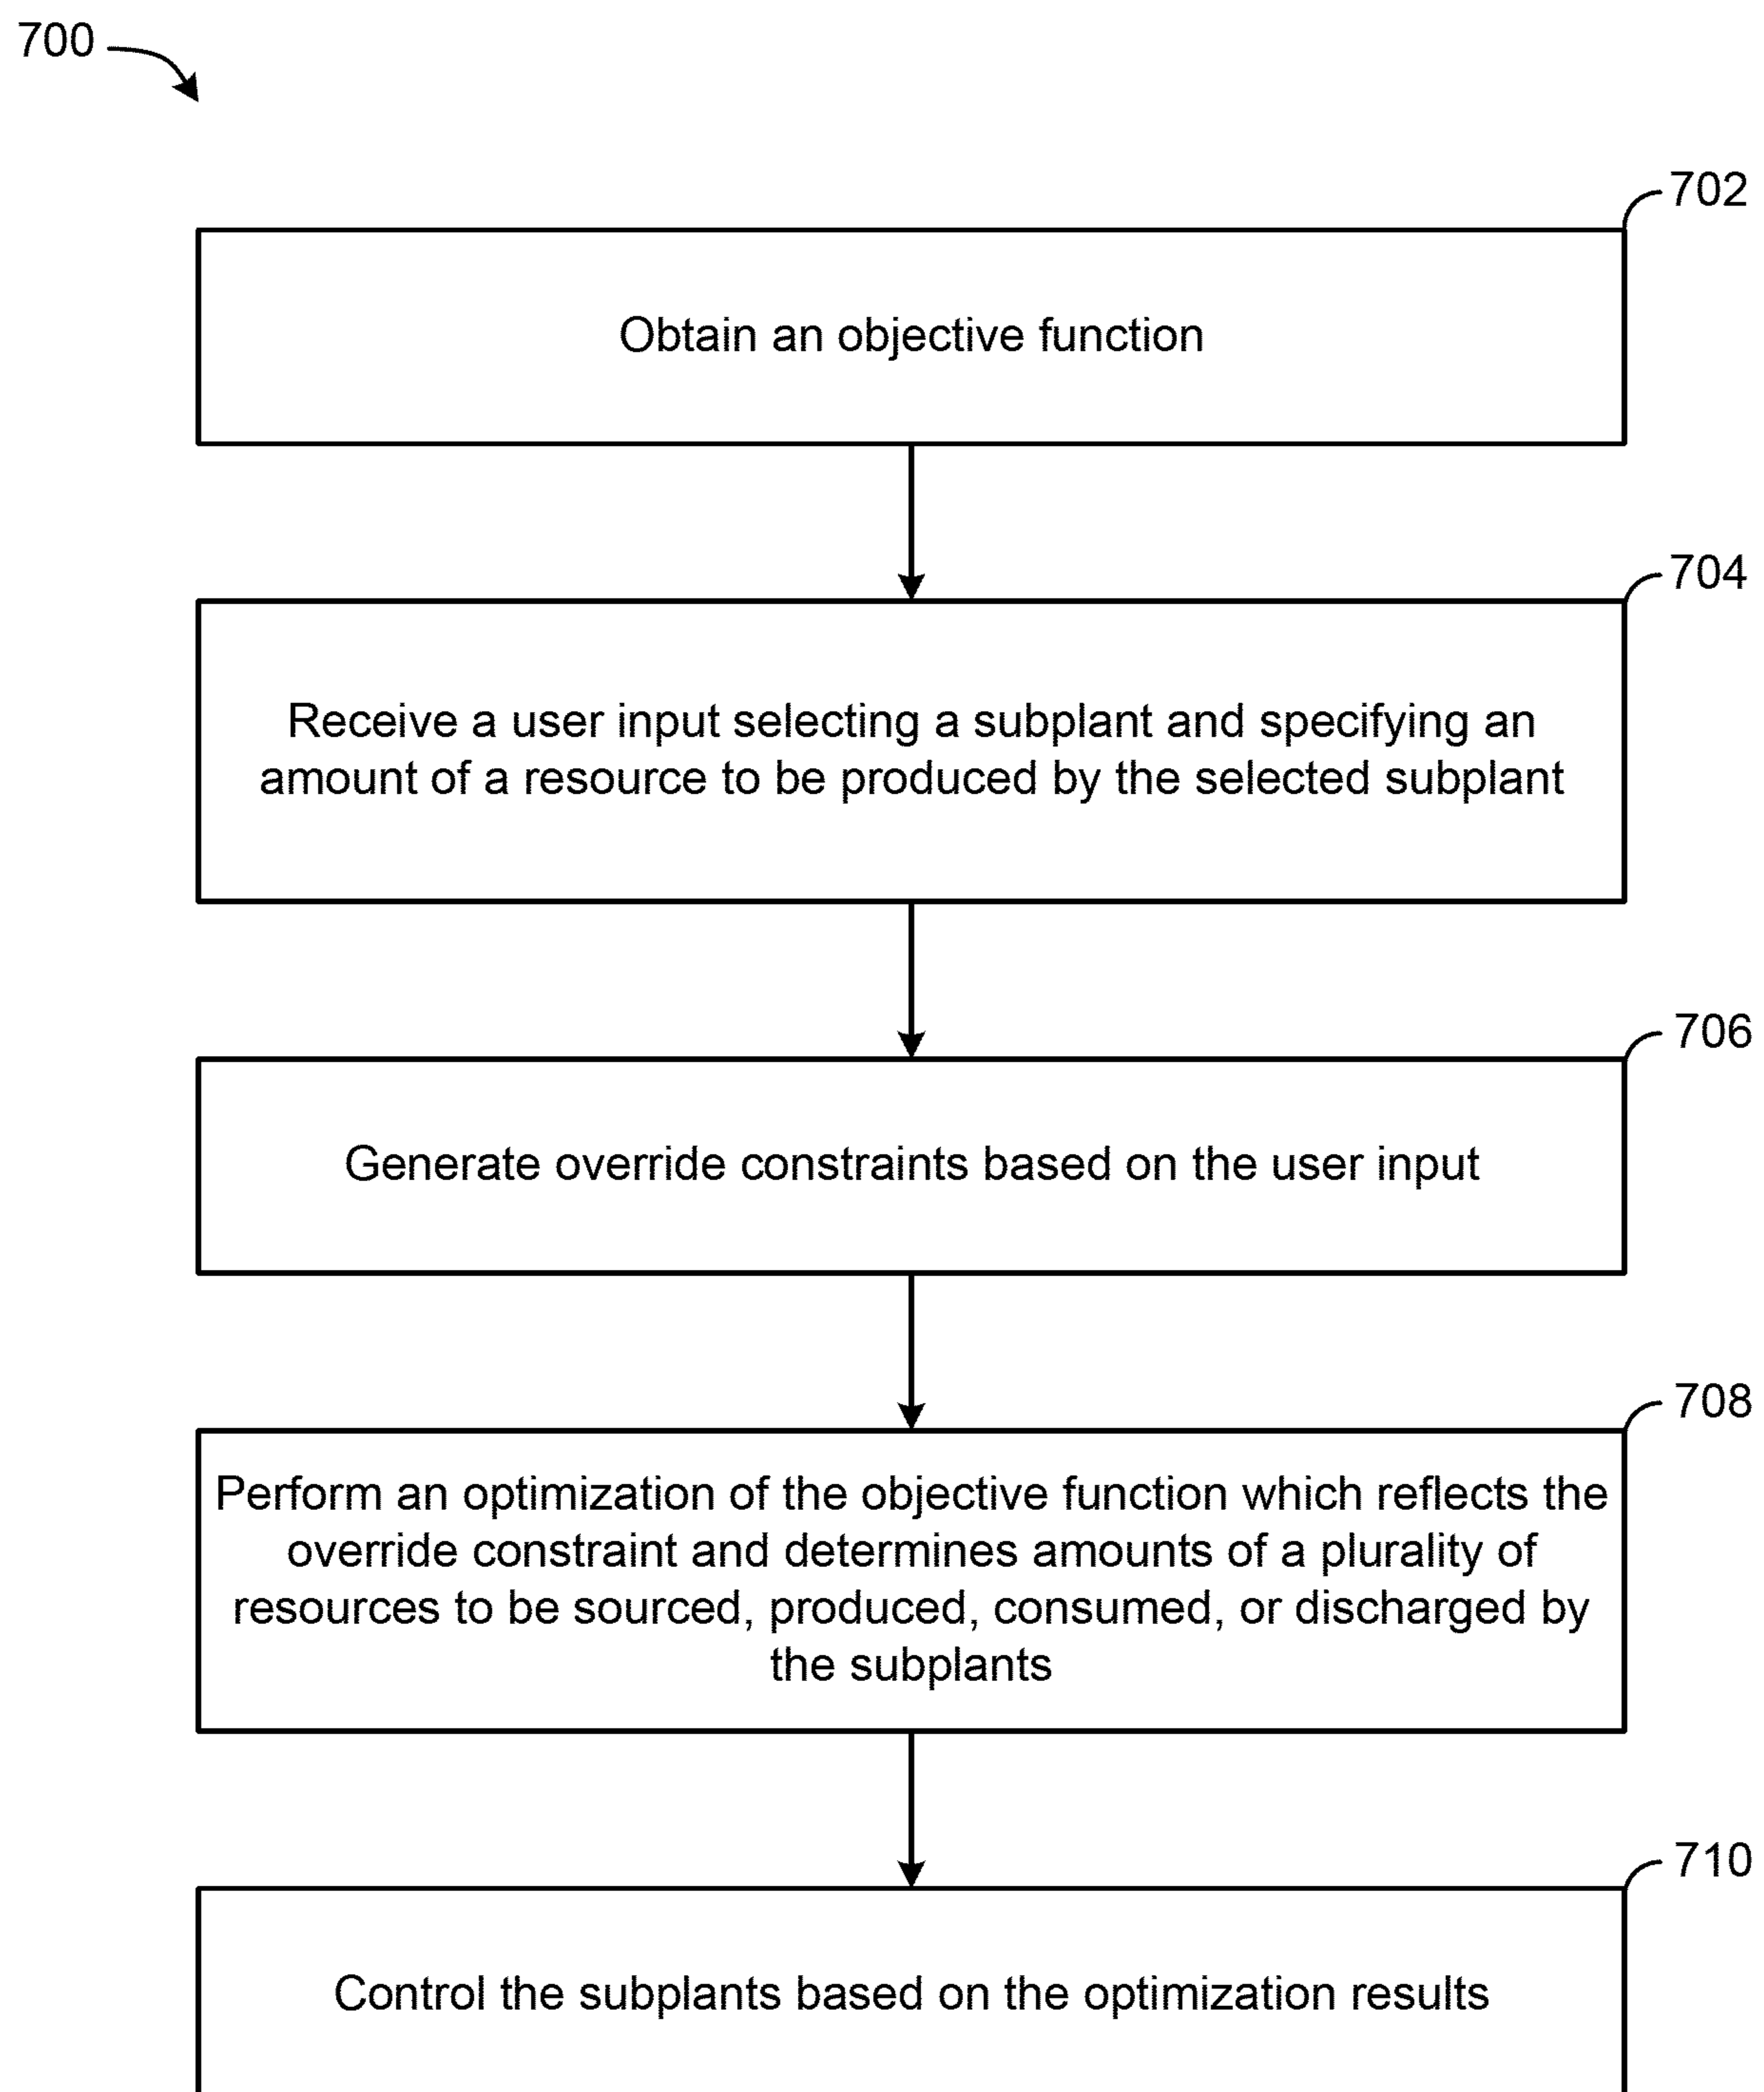 700
702
Obtain an objective function
704
Receive a user input selecting a subplant and specifying an
amount of a resource to be produced by the selected subplant
706
Generate override constraints based on the user input
708
Perform an optimization of the objective function which reflects the
override constraint and determines amounts of a plurality of
resources to be sourced, produced, consumed, or discharged by
the subplants
710
Control the subplants based on the optimization results